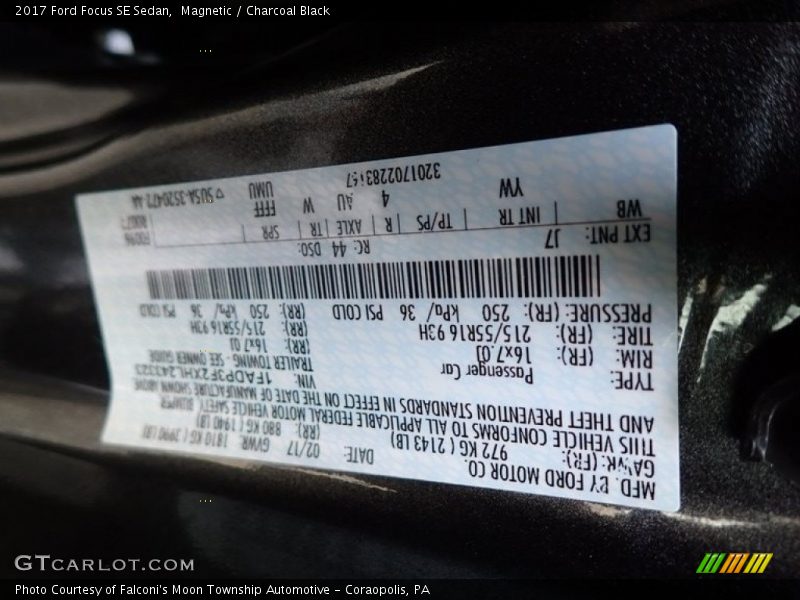 2017 Ford Focus SE Sedan,  Magnetic / Charcoal Black
MFD. BY FORD MOTOR CO.
DATE: 02/17 GVWR: 1810 KG ( 3990 LB)
GAWR: (FR): 972 KG ( 2143 LB) (RR): 880 KG ( 1940 LB)
THIS VEHICLE CONFORMS TO ALL APPLICABLE FEDERAL MOTOR VEHICLE SAFETY, BUMPER,
AND THEFT PREVENTION STANDARDS IN EFFECT ON THE DATE OF MANUFACTURE SHOWN ABOVE
VIN: 1FADP3F2XHL243323
TYPE: Passenger Car
TRAILER TOWING - SEE OWNER GUIDE
RIM: (FR): 16x7.0J (RR): 16x7.0J
TIRE: (FR): 215/55R16 93H (RR): 215/55R16 93H
PRESSURE: (FR): 250 kPa/ 36 PSI COLD (RR): 250 kPa/ 36 PSI COLD
RC: 44 DSO:
EXT PNT: J7
WB | INT TR | TP/PS | R | AXLE | TR | SPR
YW 4 AU W FFFF UMU
GTCARLOT.COM
Photo Courtesy of Falconi's Moon Township Automotive - Coraopolis, PA